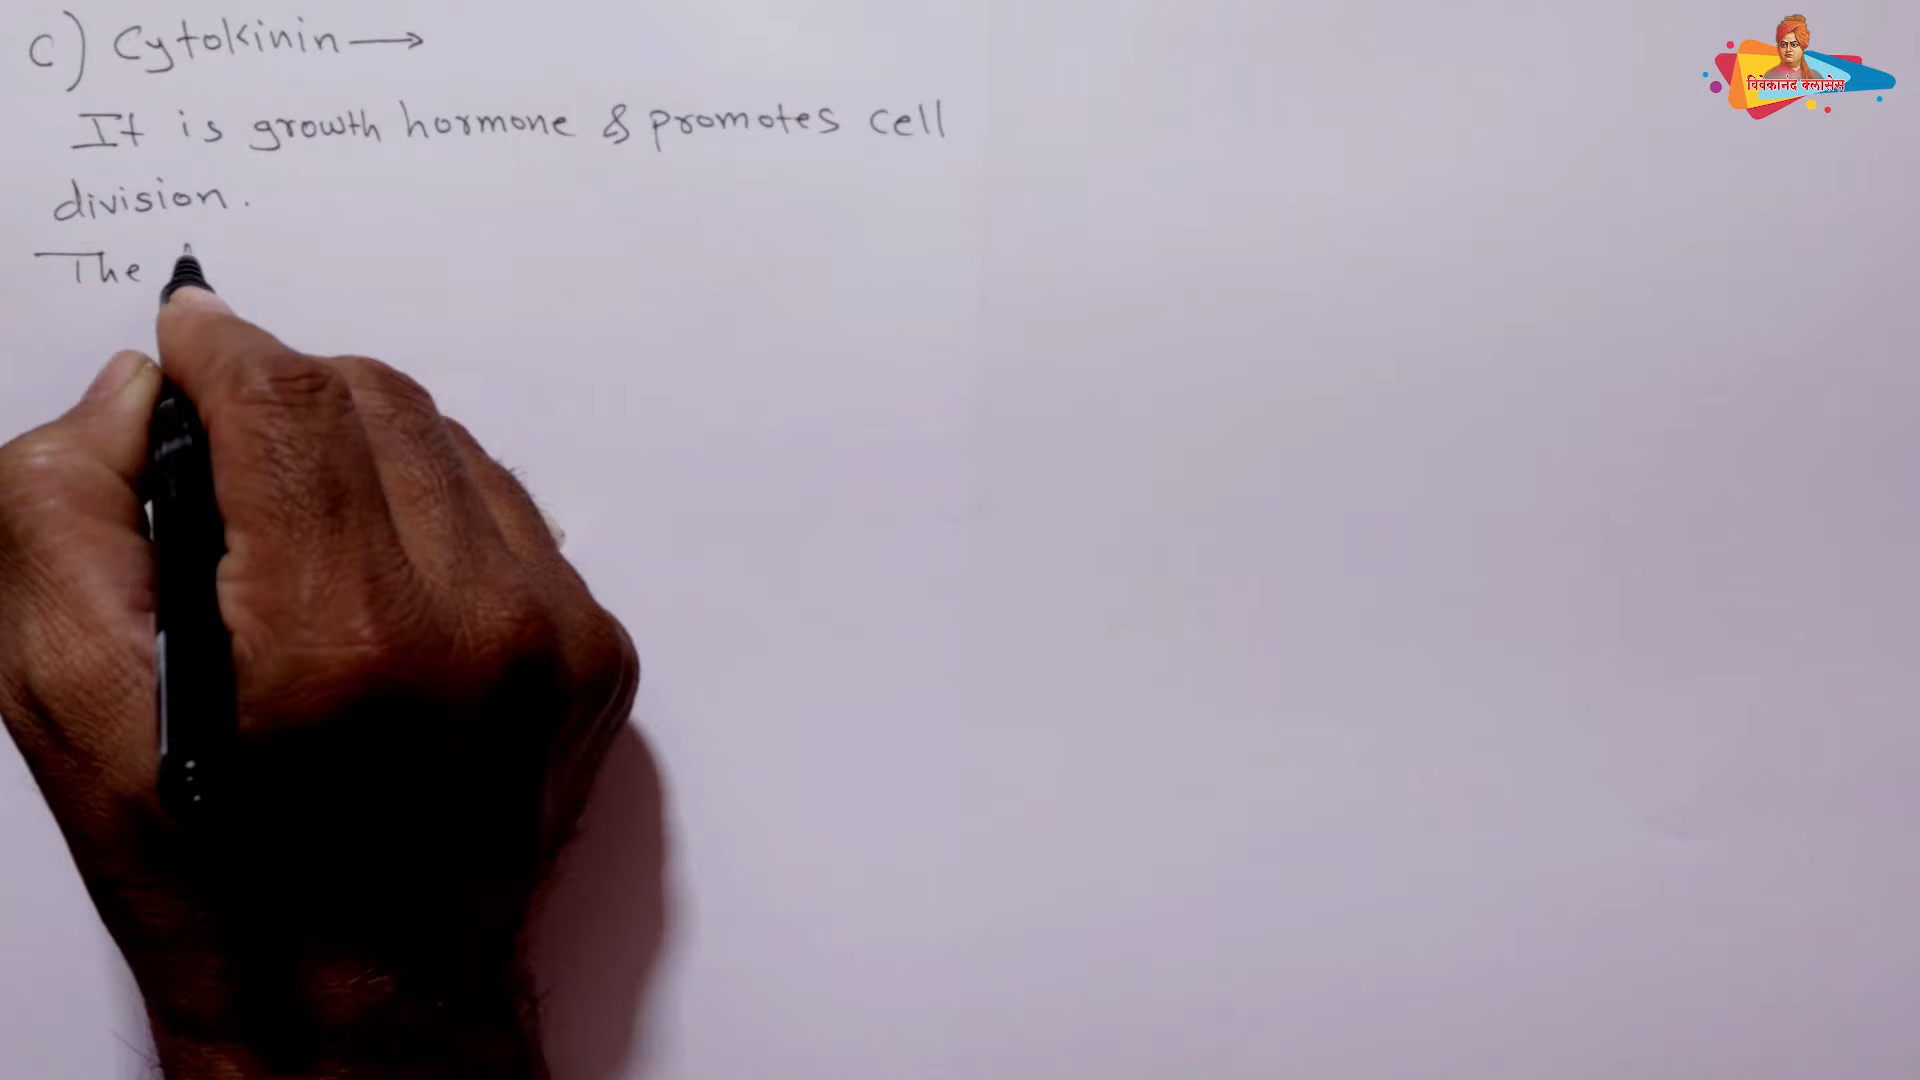 c) Cytokinin →
It is growth hormone & promotes cell
division.
The
विवेकानंद क्लासेस